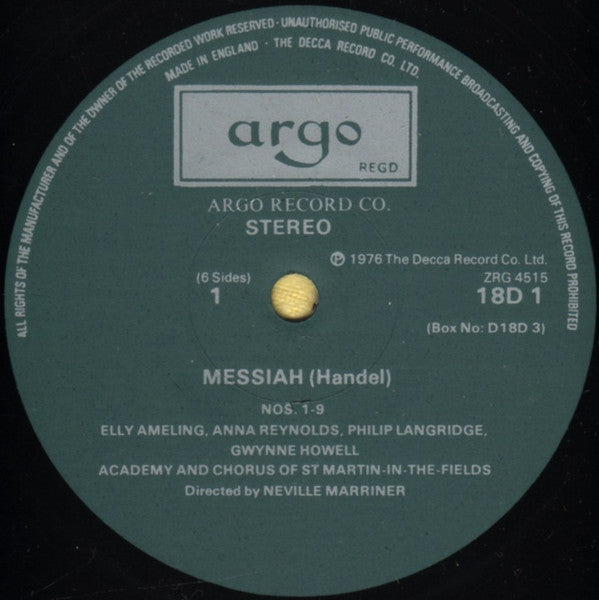 ALL RIGHTS OF THE MANUFACTURER AND OF THE OWNER OF THE RECORDED WORK RESERVED · UNAUTHORISED PUBLIC PERFORMANCE BROADCASTING AND COPYING OF THIS RECORD PROHIBITED
MADE IN ENGLAND · THE DECCA RECORD CO. LTD.
argo
REGD
ARGO RECORD CO.
STEREO
℗ 1976 The Decca Record Co. Ltd.
(6 Sides) ZRG 4515
1 18D 1
(Box No: D18D 3)
MESSIAH (Handel)
NOS. 1-9
ELLY AMELING, ANNA REYNOLDS, PHILIP LANGRIDGE,
GWYNNE HOWELL
ACADEMY AND CHORUS OF ST MARTIN-IN-THE-FIELDS
Directed by NEVILLE MARRINER